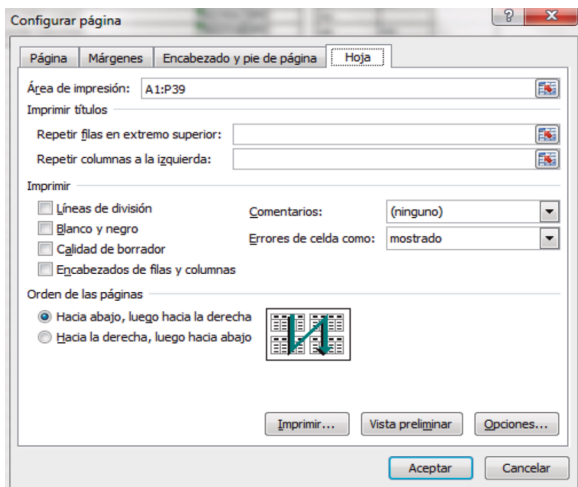 Configurar página
Página Márgenes Encabezado y pie de página Hoja
Área de impresión: A1:P39
Imprimir títulos
Repetir filas en extremo superior:
Repetir columnas a la izquierda:
Imprimir
Líneas de división
Comentarios: (ninguno)
Blanco y negro
Errores de celda como: mostrado
Calidad de borrador
Encabezados de filas y columnas
Orden de las páginas
Hacia abajo, luego hacia la derecha
Hacia la derecha, luego hacia abajo
Imprimir... Vista preliminar Opciones...
Aceptar Cancelar